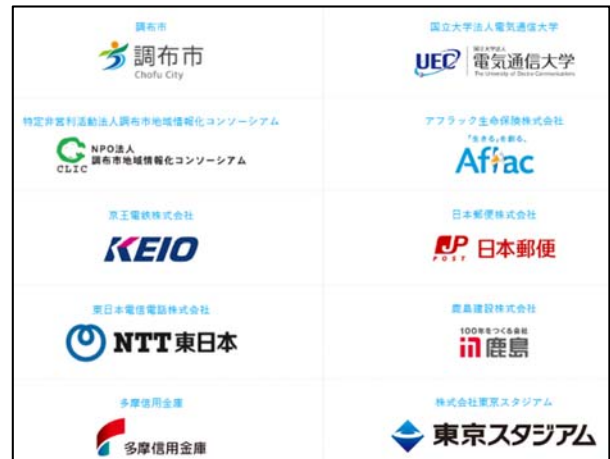 調布市
調布市
Chofu City
国立大学法人電気通信大学
UEC
国立大学法人
電気通信大学
The University of Electro-Communications
特定非営利活動法人調布市地域情報化コンソーシアム
CLIC
NPO法人
調布市地域情報化コンソーシアム
アフラック生命保険株式会社
「生きる」を創る。
Aflac
京王電鉄株式会社
KEIO
日本郵便株式会社
JP
POST
日本郵便
東日本電信電話株式会社
NTT東日本
鹿島建設株式会社
100年をつくる会社
鹿島
多摩信用金庫
多摩信用金庫
株式会社東京スタジアム
東京スタジアム